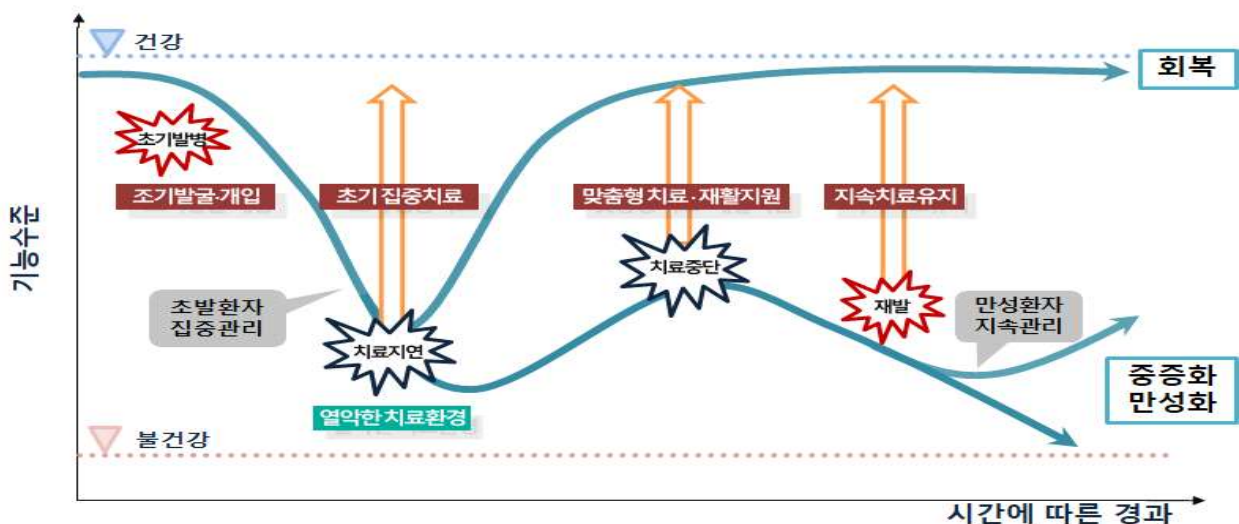 건강
회복
초기발병
조기발굴·개입
초기 집중치료
맞춤형 치료·재활지원
지속치료유지
기능수준
치료중단
초발환자
집중관리
재발
만성환자
지속관리
치료지연
중증화
만성화
열악한 치료환경
불건강
시간에 따른 경과